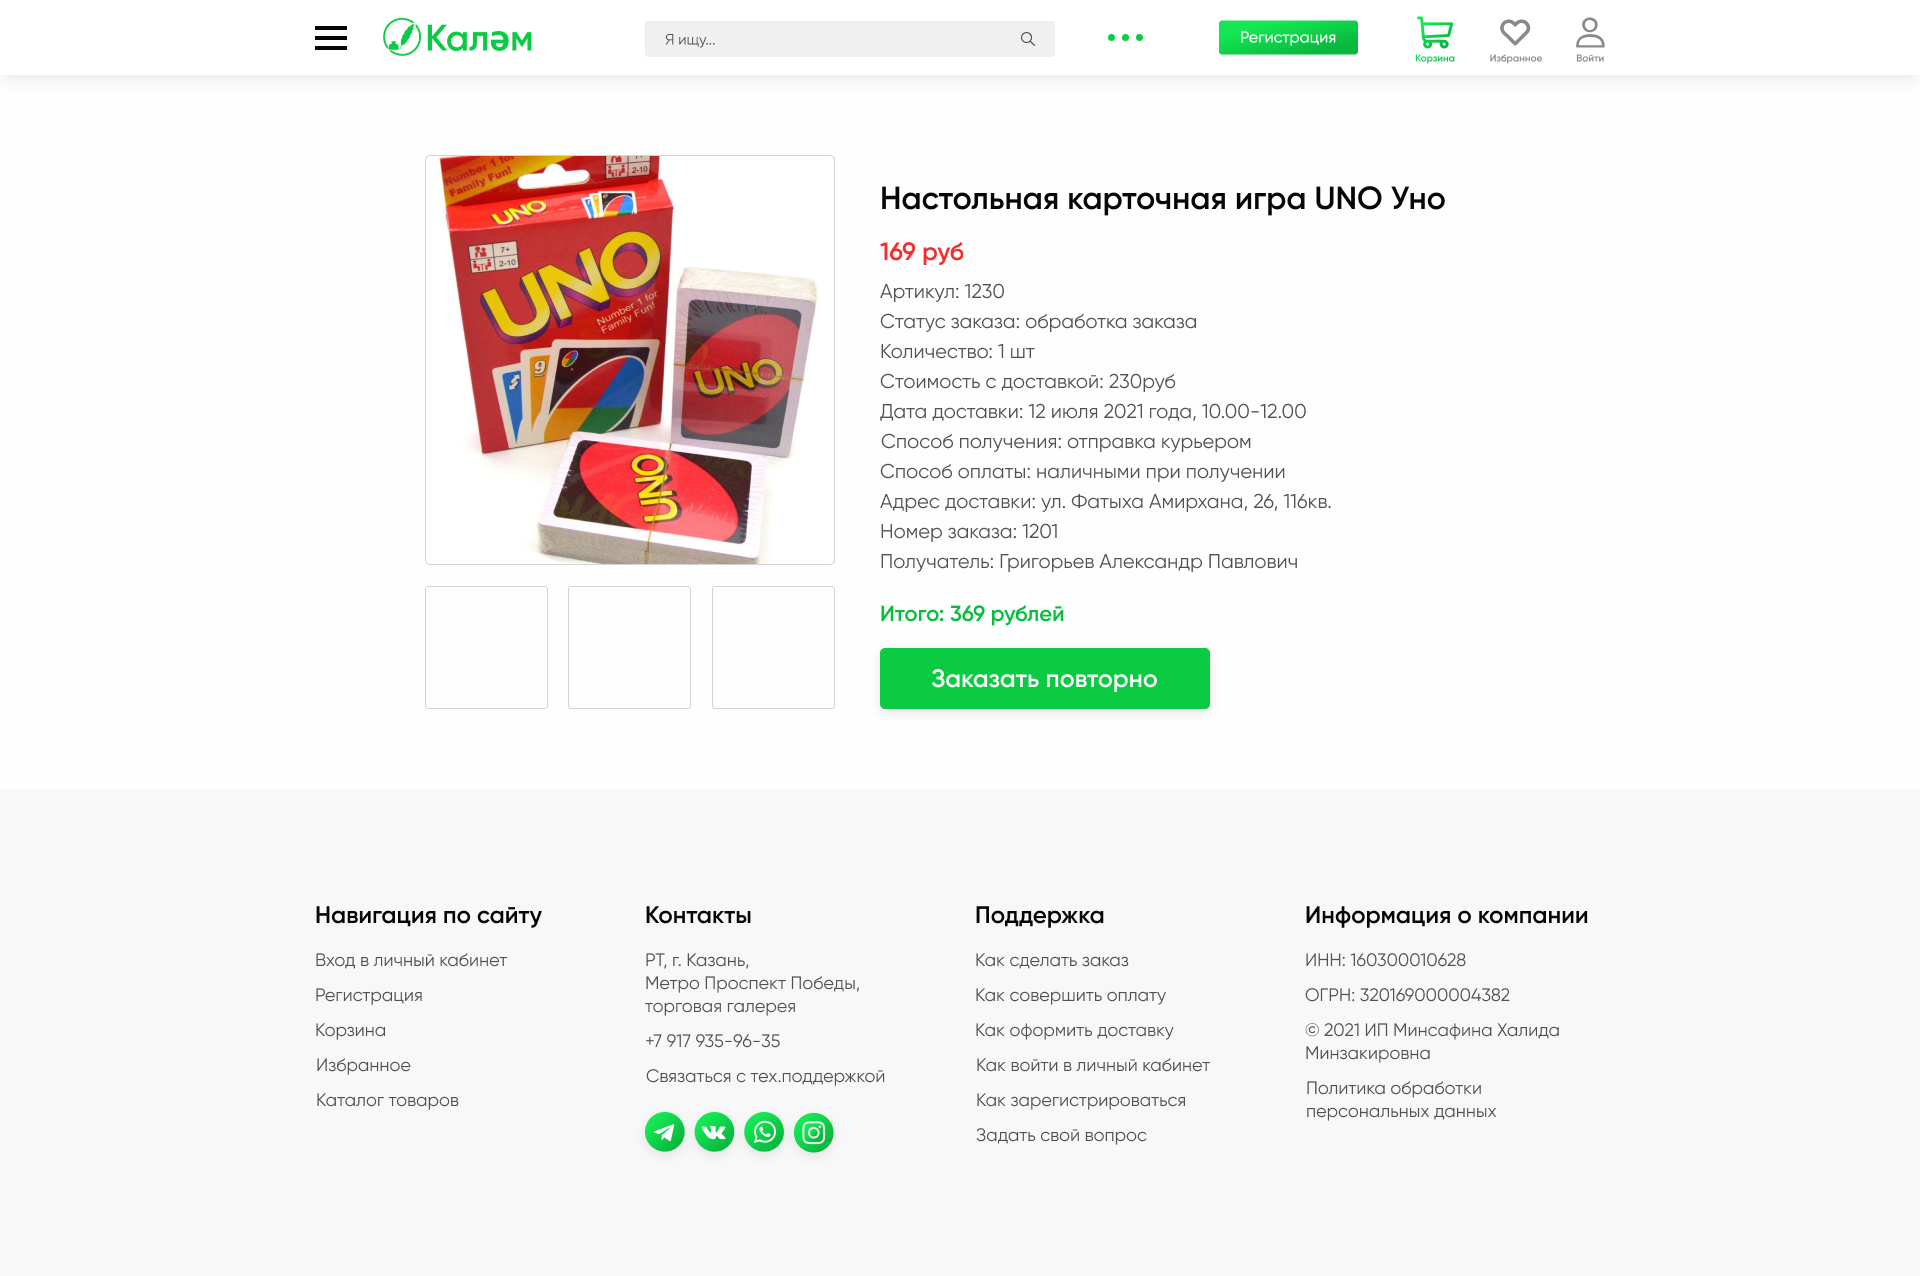 Каләм
Я ищу...
Регистрация
Корзина
Избранное
Войти
Number 1 for
Family Fun!
2-10
UNO
7+
2-10
UNO
Number 1 for
Family Fun!
9
UNO
UNO
Настольная карточная игра UNO Уно
169 руб
Артикул: 1230
Статус заказа: обработка заказа
Количество: 1 шт
Стоимость с доставкой: 230руб
Дата доставки: 12 июля 2021 года, 10.00-12.00
Способ получения: отправка курьером
Способ оплаты: наличными при получении
Адрес доставки: ул. Фатыха Амирхана, 26, 116кв.
Номер заказа: 1201
Получатель: Григорьев Александр Павлович
Итого: 369 рублей
Заказать повторно
Навигация по сайту
Вход в личный кабинет
Регистрация
Корзина
Избранное
Каталог товаров
Контакты
РТ, г. Казань,
Метро Проспект Победы,
торговая галерея
+7 917 935-96-35
Связаться с тех.поддержкой
Поддержка
Как сделать заказ
Как совершить оплату
Как оформить доставку
Как войти в личный кабинет
Как зарегистрироваться
Задать свой вопрос
Информация о компании
ИНН: 160300010628
ОГРН: 320169000004382
© 2021 ИП Минсафина Халида
Минзакировна
Политика обработки
персональных данных